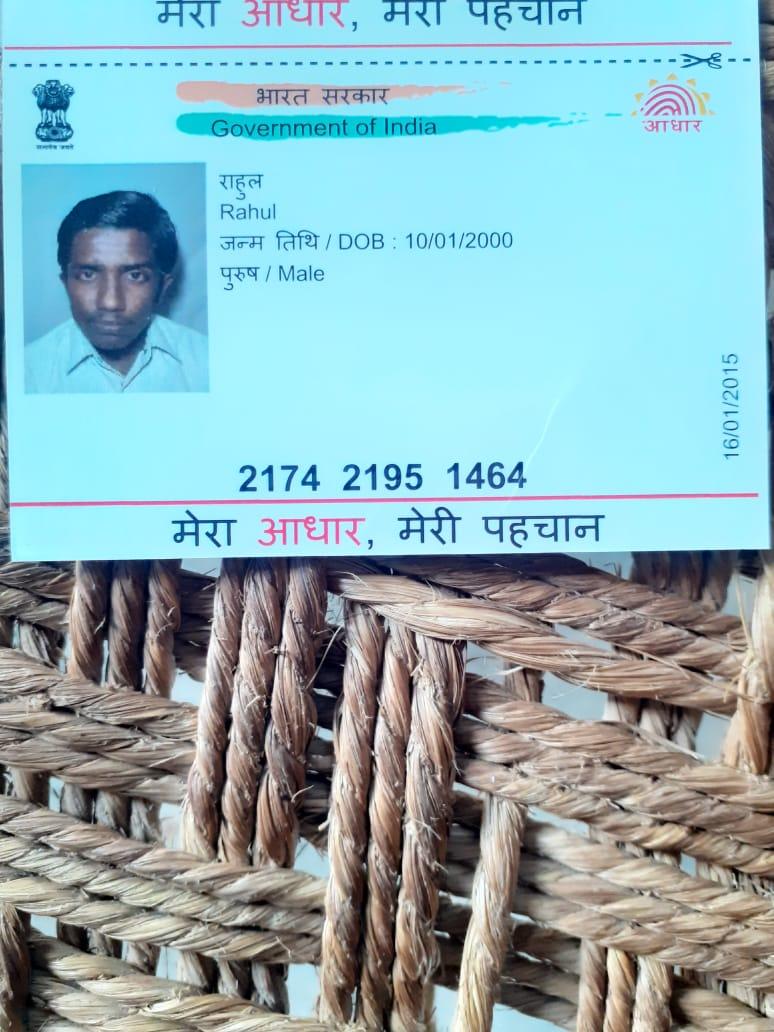 मेरा आधार, मेरी पहचान
भारत सरकार
Government of India
सत्यमेव जयते
आधार
राहुल
Rahul
जन्म तिथि / DOB : 10/01/2000
पुरुष / Male
16/01/2015
2174 2195 1464
मेरा आधार, मेरी पहचान